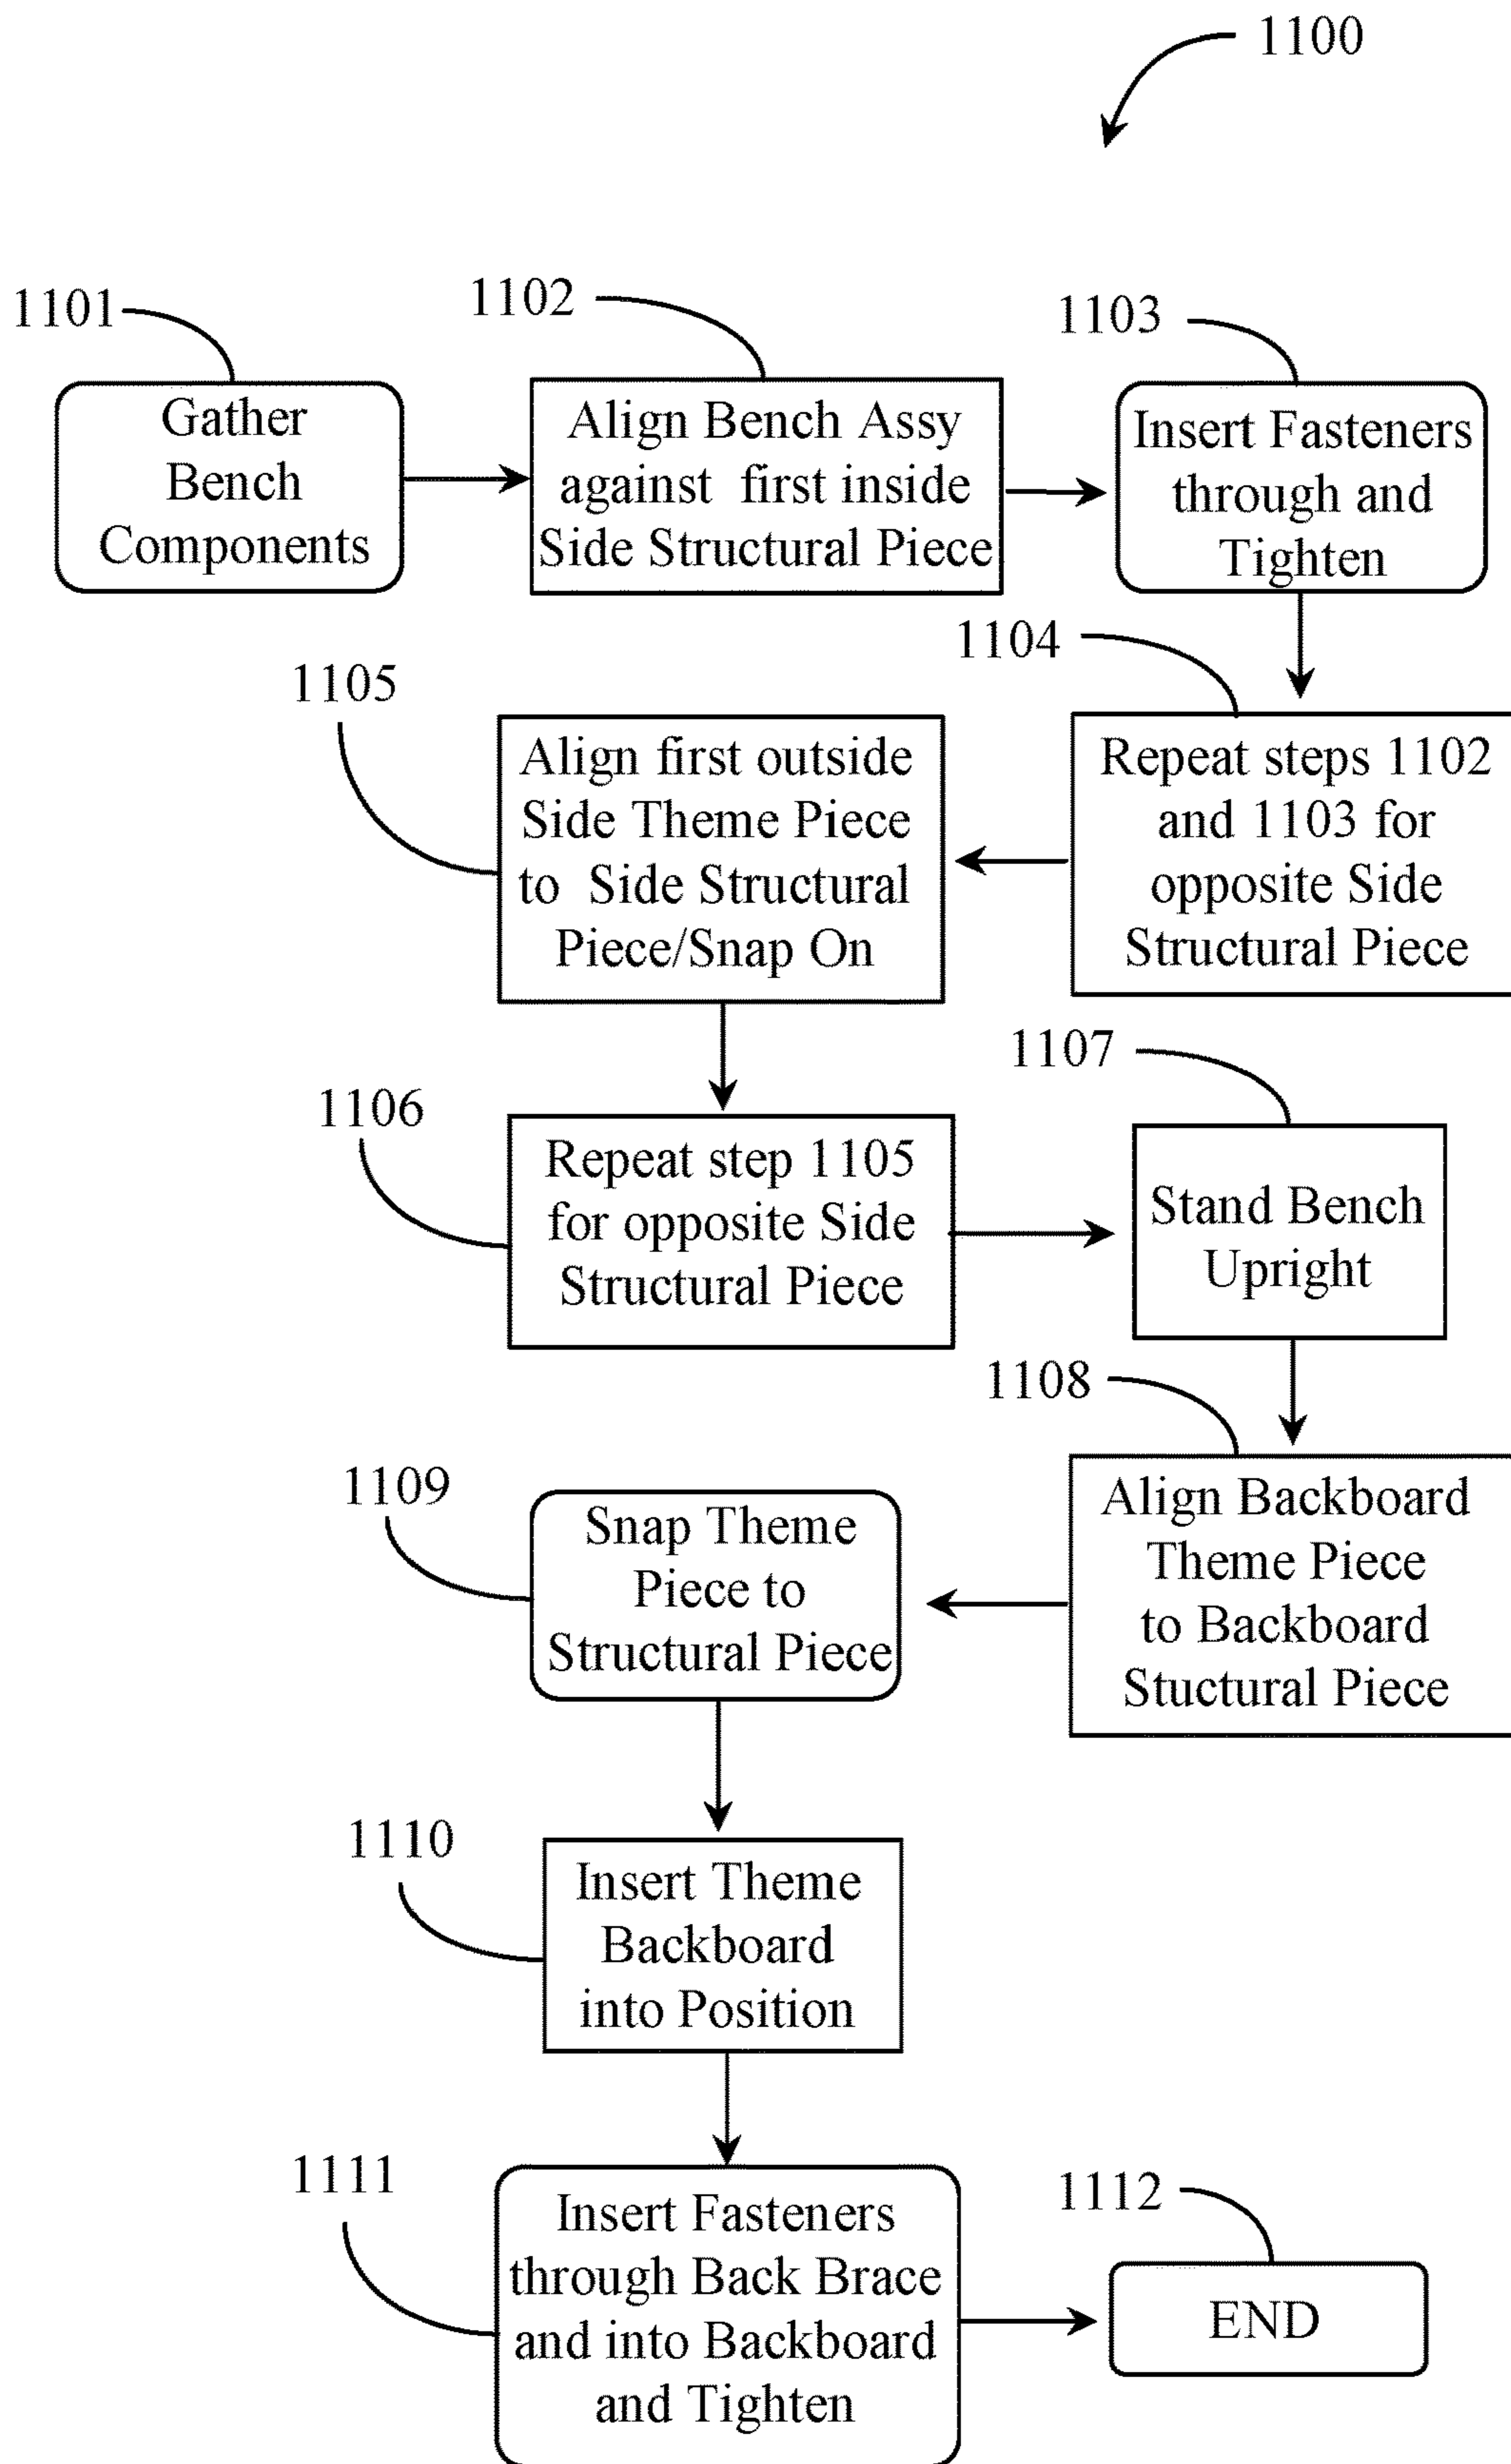 1100
1101
Gather
Bench
Components
1102
Align Bench Assy
against first inside
Side Structural Piece
1103
Insert Fasteners
through and
Tighten
1104
Repeat steps 1102
and 1103 for
opposite Side
Structural Piece
1105
Align first outside
Side Theme Piece
to Side Structural
Piece/Snap On
1106
Repeat step 1105
for opposite Side
Structural Piece
1107
Stand Bench
Upright
1108
Align Backboard
Theme Piece
to Backboard
Stuctural Piece
1109
Snap Theme
Piece to
Structural Piece
1110
Insert Theme
Backboard
into Position
1111
Insert Fasteners
through Back Brace
and into Backboard
and Tighten
1112
END